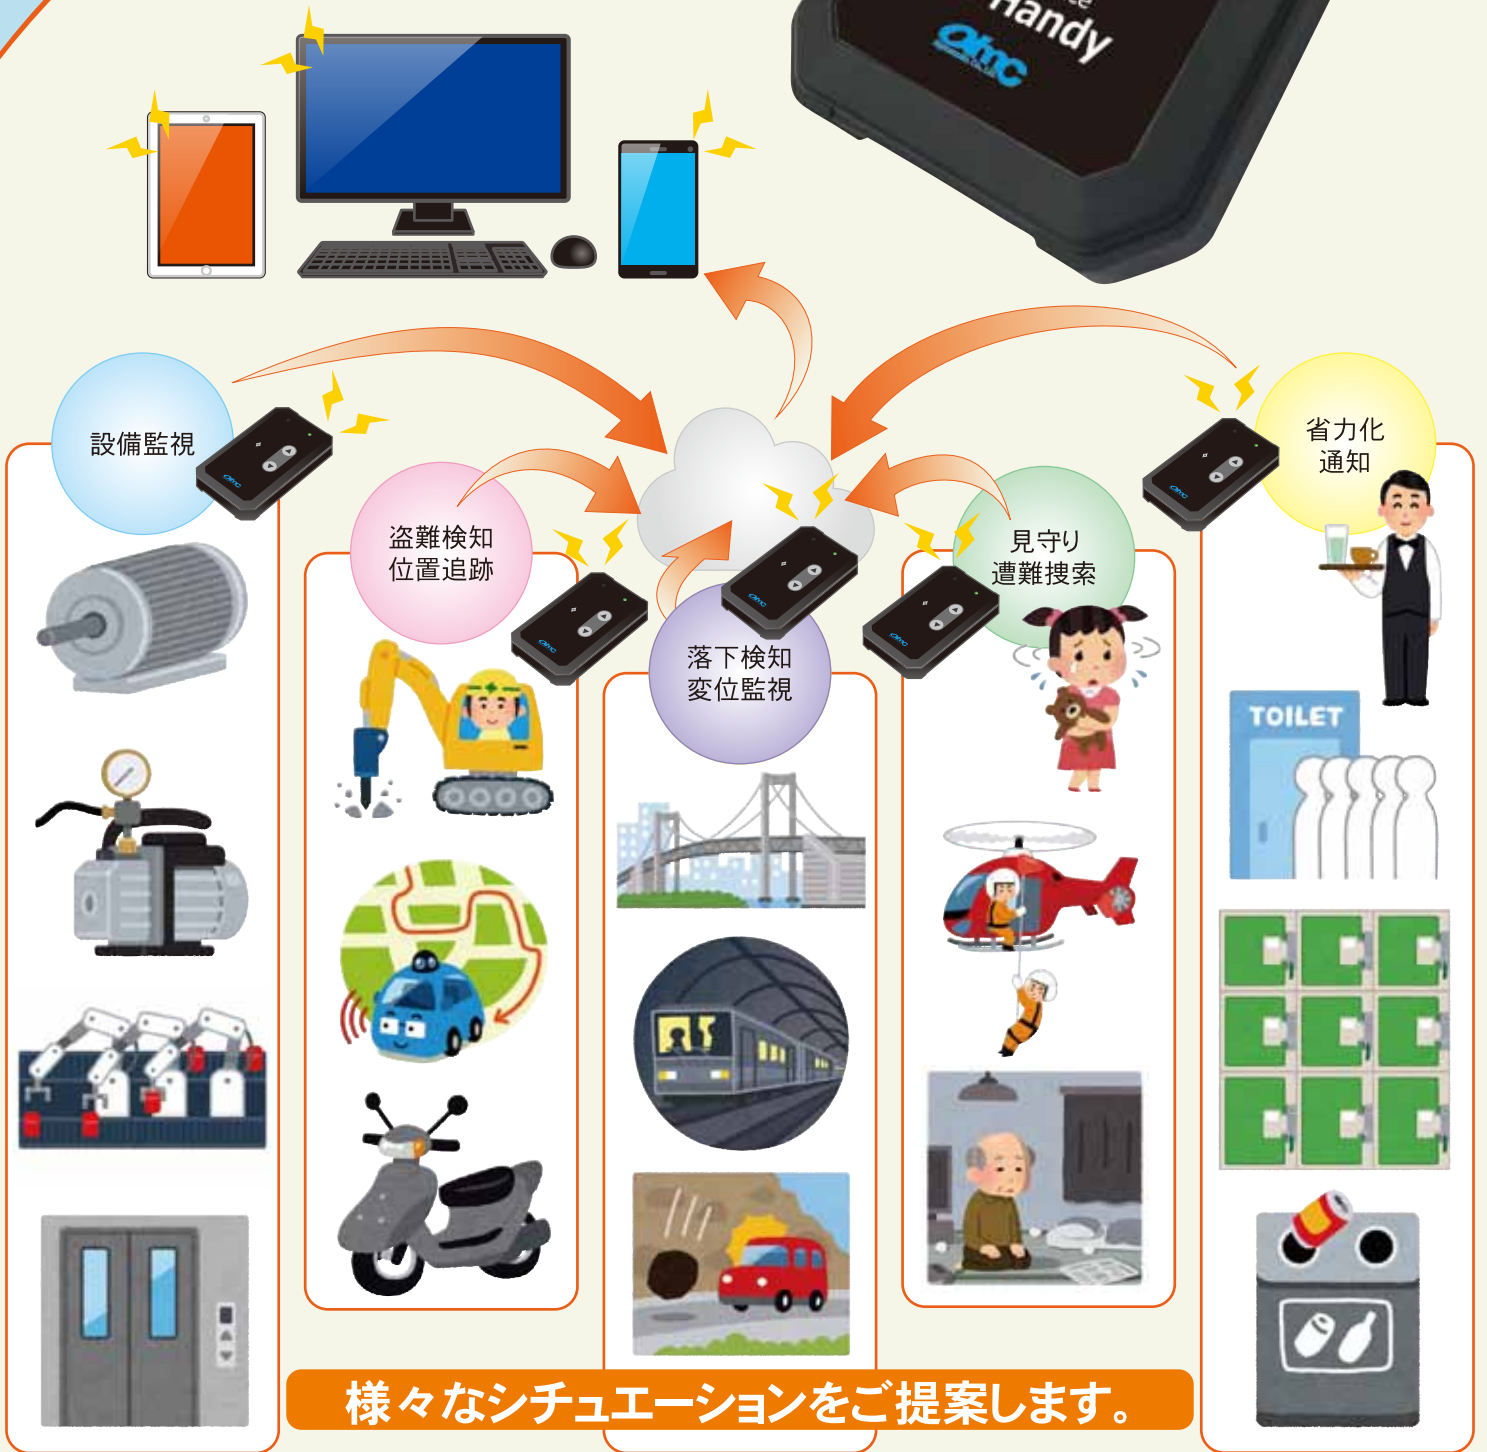 Handy
設備監視
省力化
通知
盗難検知
位置追跡
見守り
遭難捜索
落下検知
変位監視
TOILET
様々なシチュエーションをご提案します。